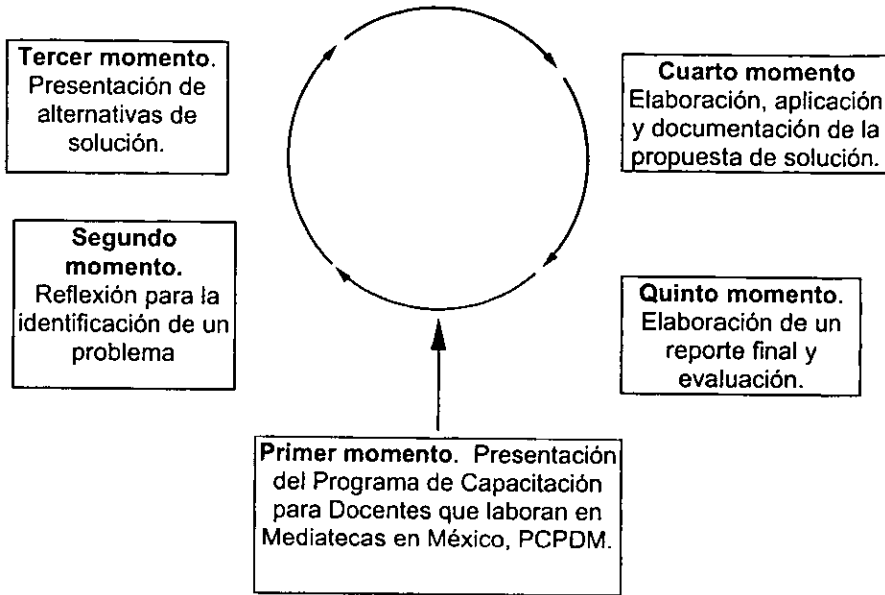 Tercer momento.
Presentación de
alternativas de
solución.
Cuarto momento
Elaboración, aplicación
y documentación de la
propuesta de solución.
Segundo
momento.
Reflexión para la
identificación de un
problema
Quinto momento.
Elaboración de un
reporte final y
evaluación.
Primer momento. Presentación
del Programa de Capacitación
para Docentes que laboran en
Mediatecas en México, PCPDM.